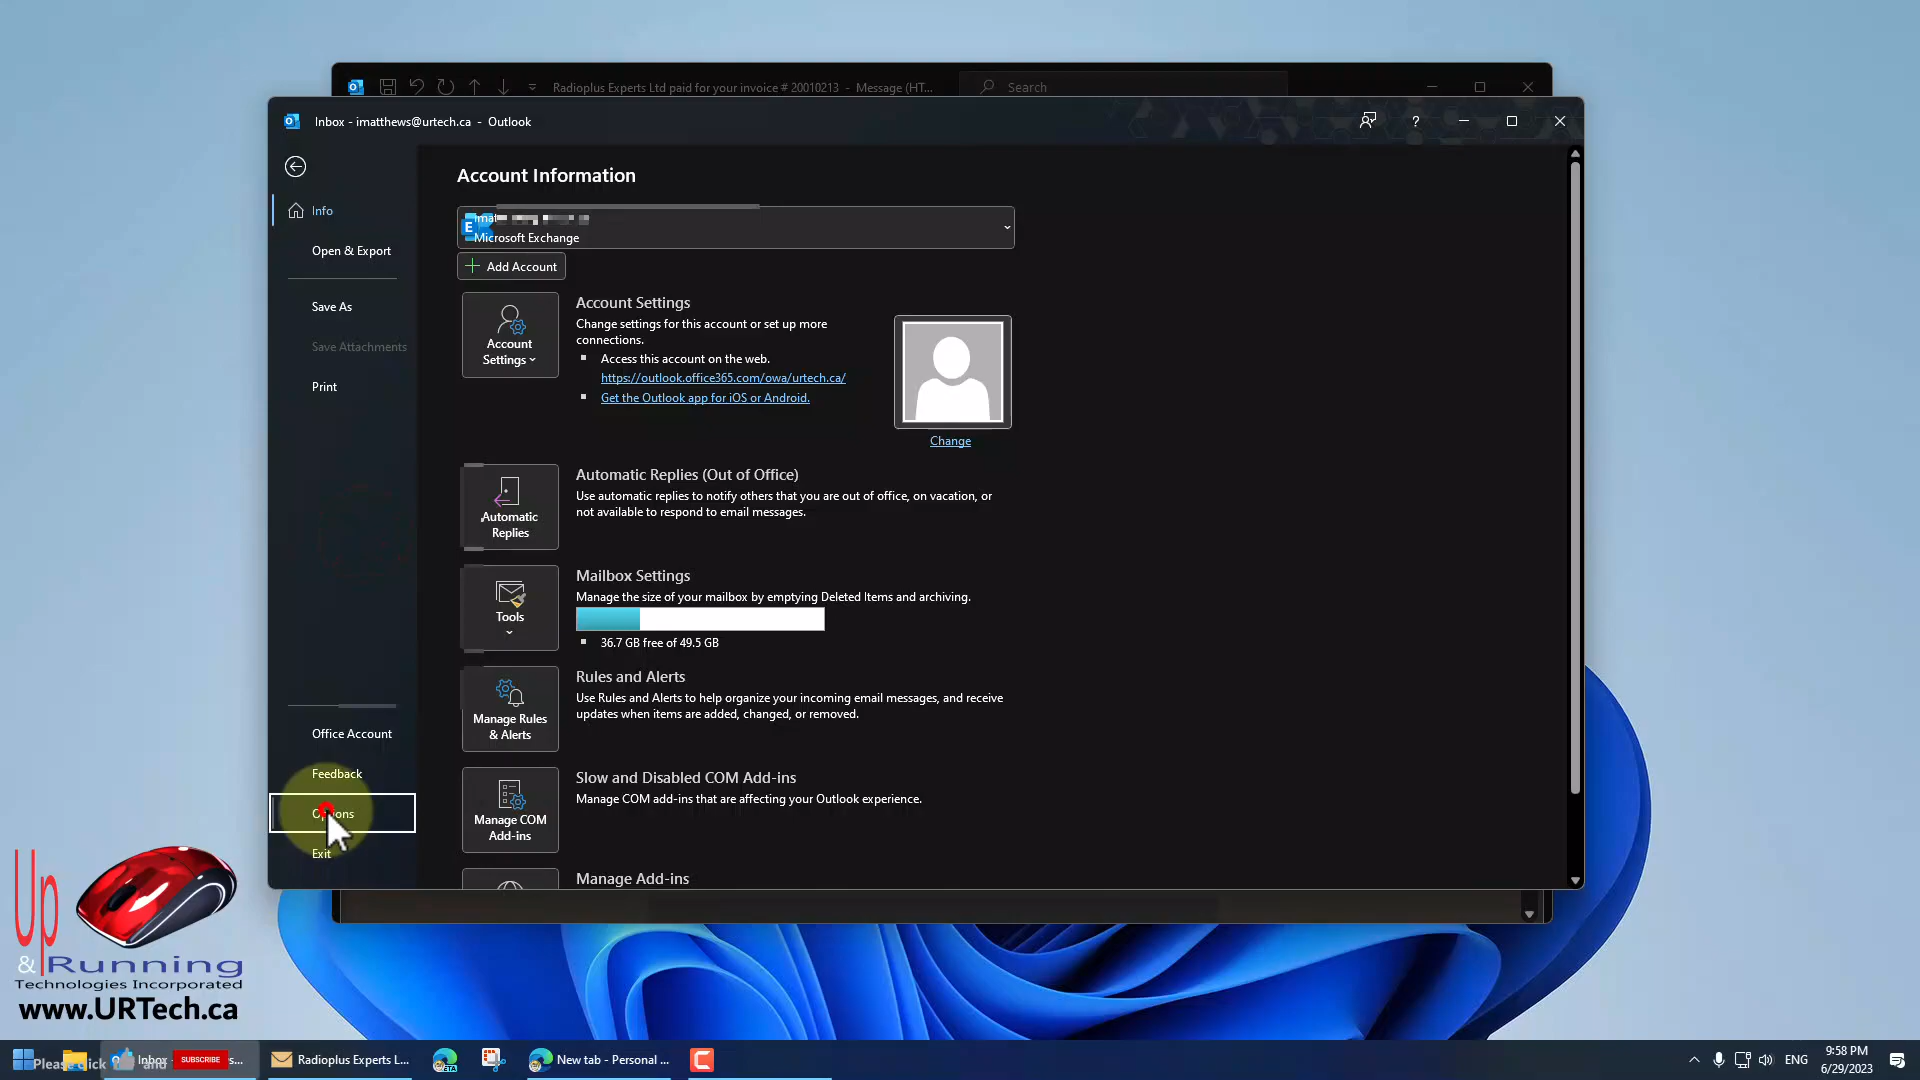 Radioplus Experts Ltd paid for your invoice # 20010213 - Message (HT...
Search
Inbox - imatthews@urtech.ca - Outlook
?
Account Information
Info
Microsoft Exchange
Open & Export
Add Account
Save As
Account Settings
Change settings for this account or set up more
connections.
Account
Settings
Save Attachments
Access this account on the web.
https://outlook.office365.com/owa/urtech.ca/
Print
Get the Outlook app for iOS or Android.
Change
Automatic Replies (Out of Office)
Use automatic replies to notify others that you are out of office, on vacation, or
not available to respond to email messages.
Automatic
Replies
Mailbox Settings
Manage the size of your mailbox by emptying Deleted Items and archiving.
Tools
36.7 GB free of 49.5 GB
Rules and Alerts
Use Rules and Alerts to help organize your incoming email messages, and receive
updates when items are added, changed, or removed.
Manage Rules
& Alerts
Office Account
Feedback
Slow and Disabled COM Add-ins
Manage COM add-ins that are affecting your Outlook experience.
Options
Manage COM
Add-ins
Exit
Manage Add-ins
Up
& Running
Technologies Incorporated
www.URTech.ca
Please click
Inbox
and
SUBSCRIBE
s...
Radioplus Experts L...
BETA
New tab - Personal ...
ENG
9:58 PM
6/29/2023